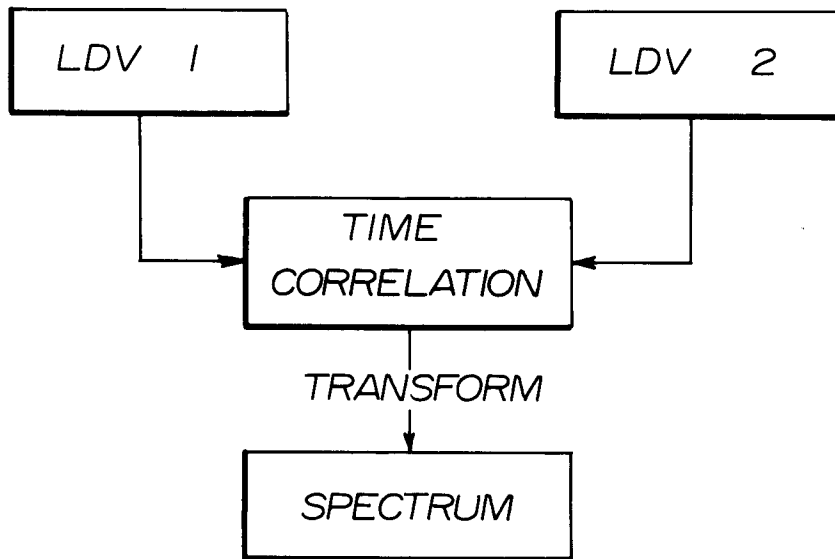 LDV 1
LDV 2
TIME
CORRELATION
TRANSFORM
SPECTRUM